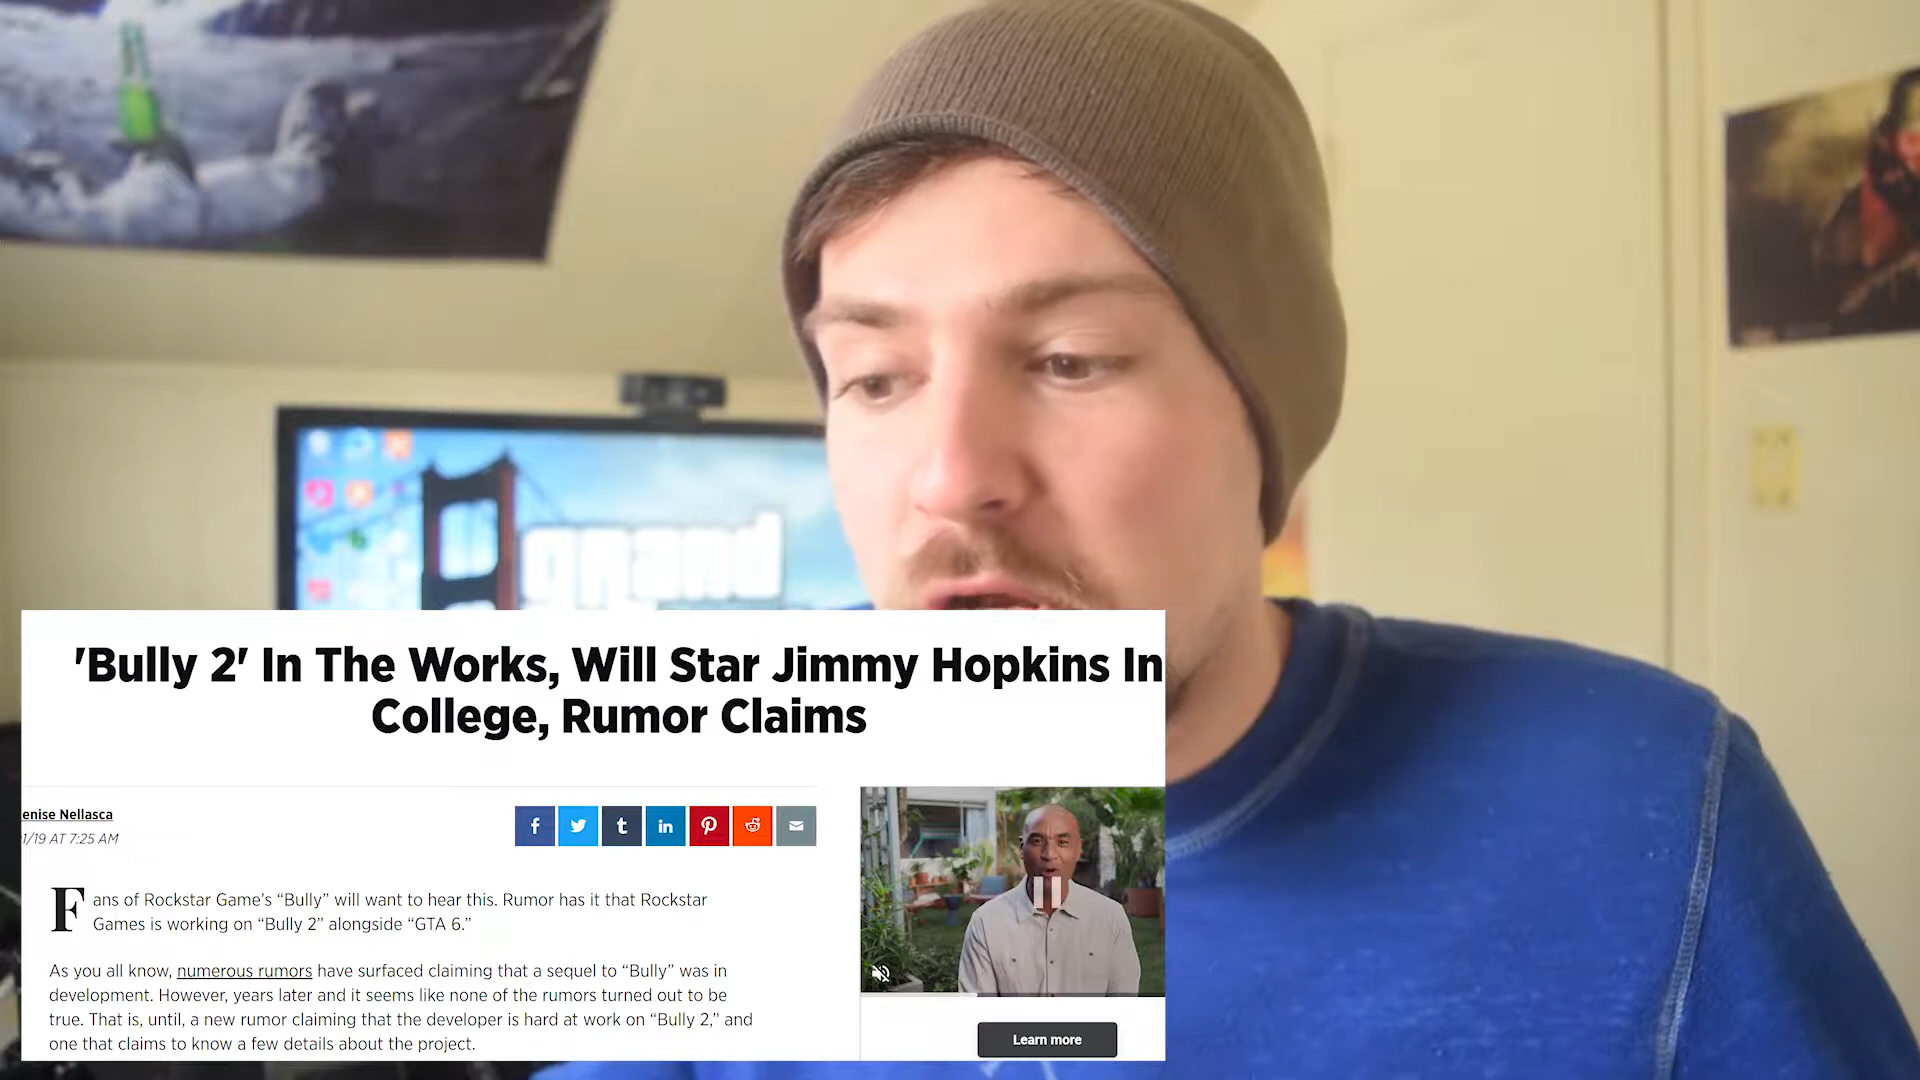 grand
'Bully 2' In The Works, Will Star Jimmy Hopkins In
College, Rumor Claims
enise Nellasca
1/19 AT 7:25 AM
Fans of Rockstar Game's “Bully” will want to hear this. Rumor has it that Rockstar
Games is working on “Bully 2” alongside “GTA 6.”
As you all know, numerous rumors have surfaced claiming that a sequel to “Bully” was in
development. However, years later and it seems like none of the rumors turned out to be
true. That is, until, a new rumor claiming that the developer is hard at work on “Bully 2,” and
one that claims to know a few details about the project.
Learn more